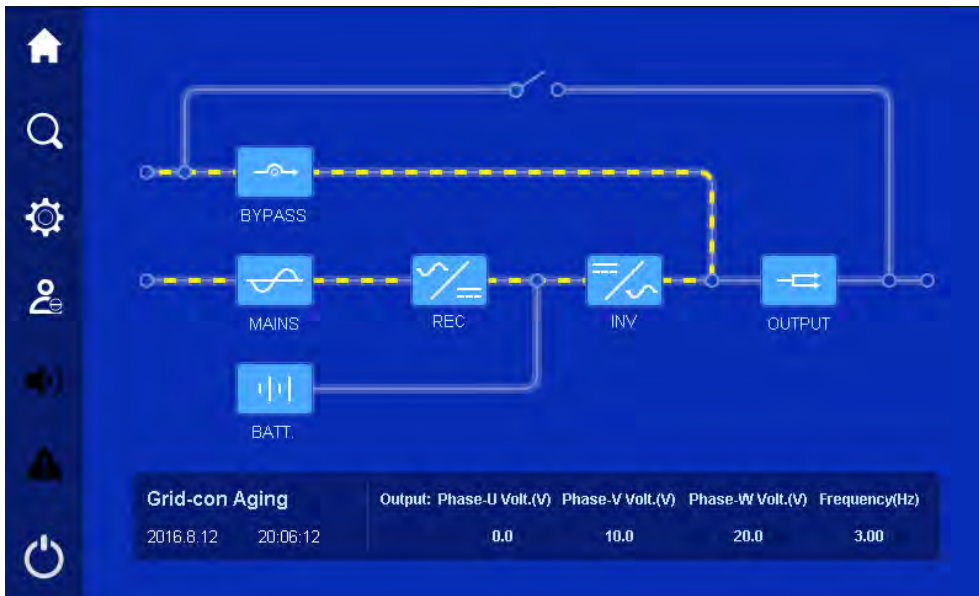 BYPASS
MAINS
REC
INV
OUTPUT
BATT.
Grid-con Aging
Output: Phase-U Volt.(V) Phase-V Volt.(V) Phase-W Volt.(V) Frequency(Hz)
2016.8.12 20:06:12
0.0 10.0 20.0 3.00